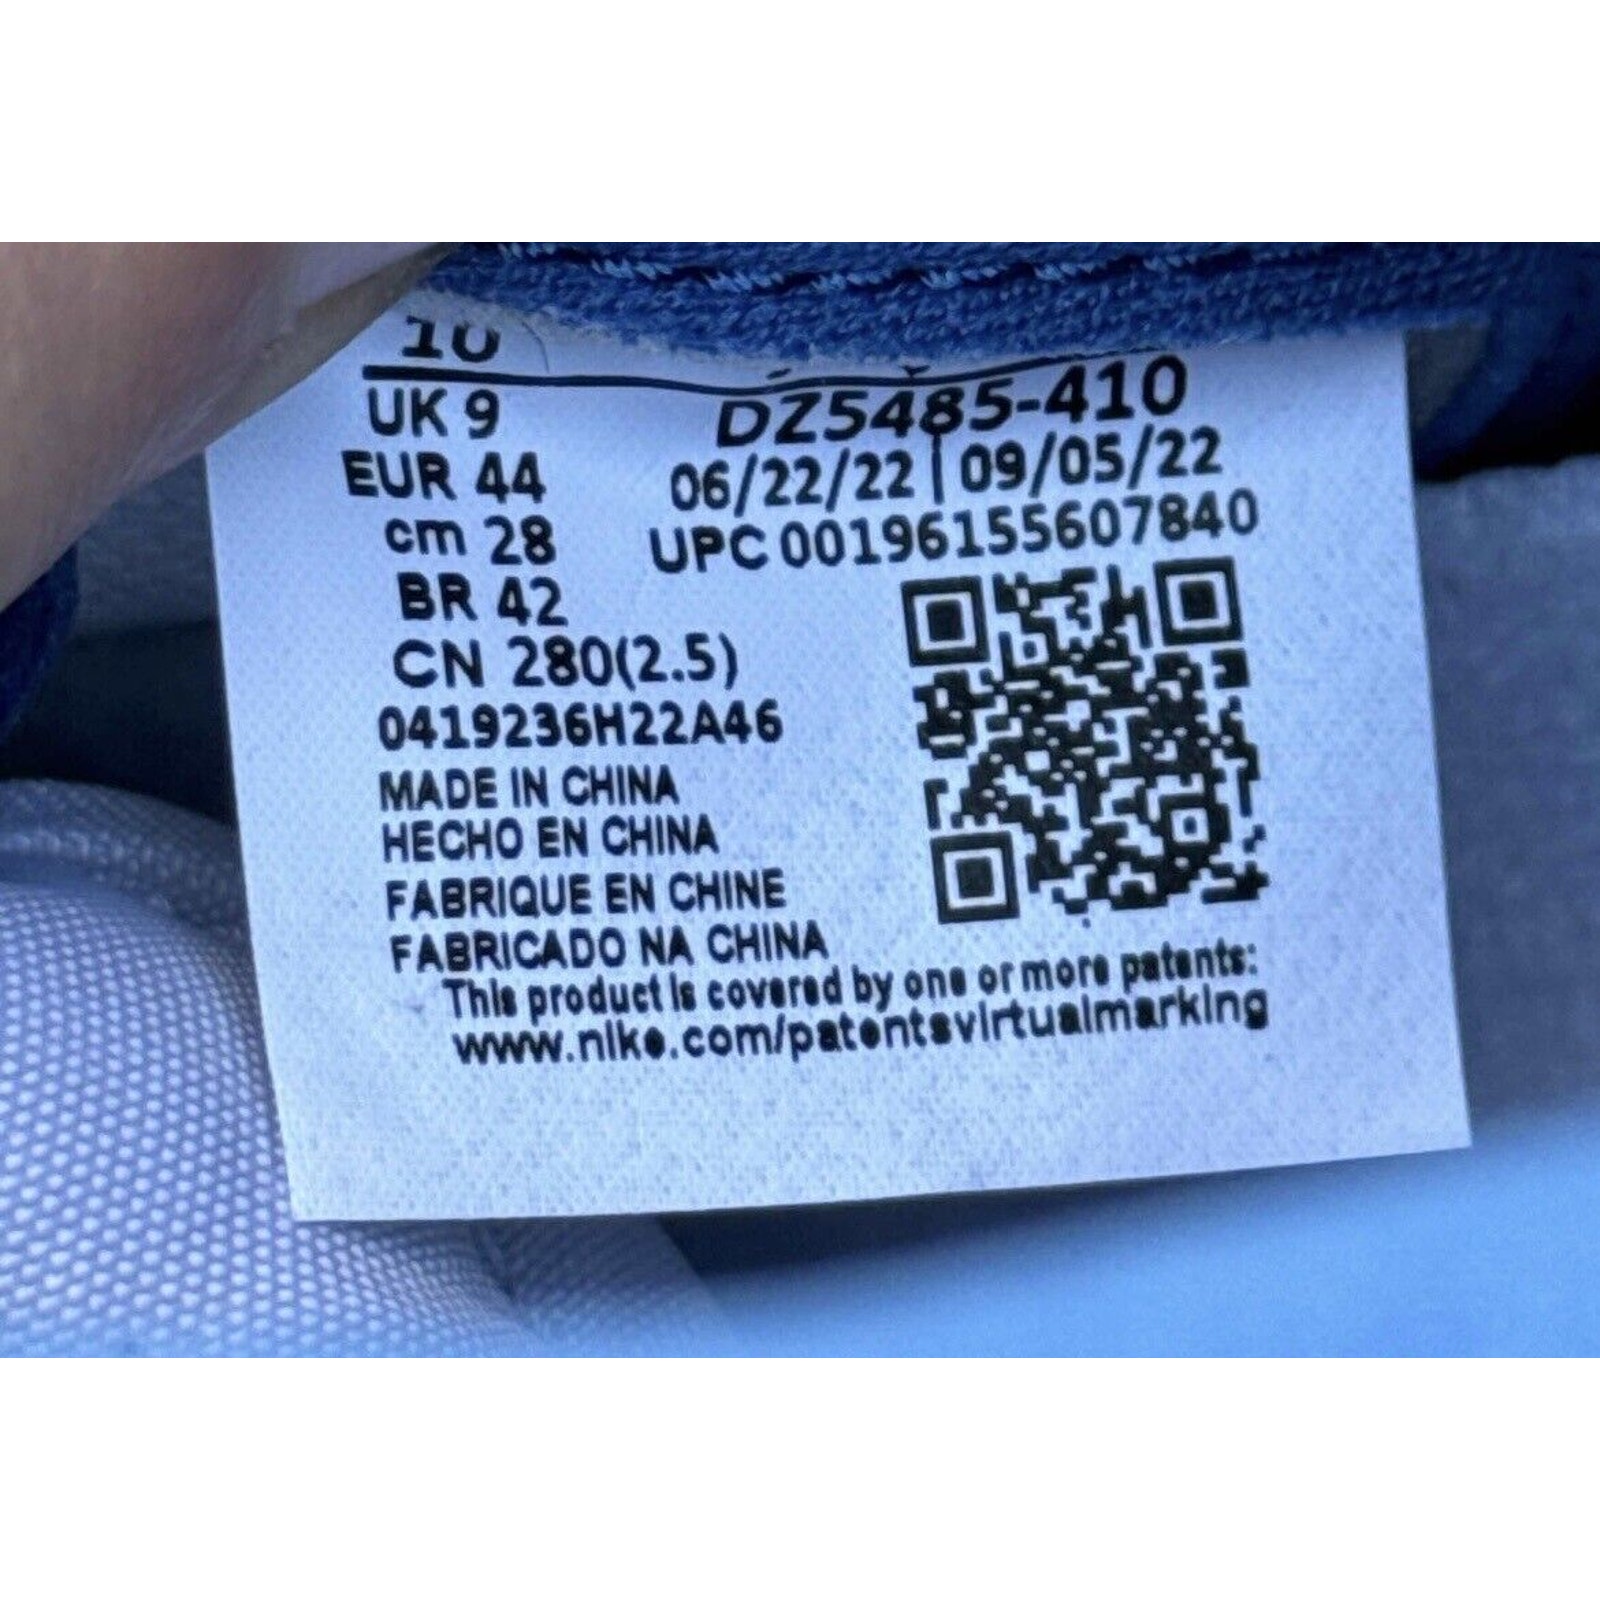 10
UK 9
DZ5485-410
EUR 44
06/22/22 | 09/05/22
cm 28
UPC 00196155607840
BR 42
CN 280(2.5)
0419236H22A46
MADE IN CHINA
HECHO EN CHINA
FABRIQUE EN CHINE
FABRICADO NA CHINA
This product is covered by one or more patents:
www.nike.com/patentsvirtualmarking